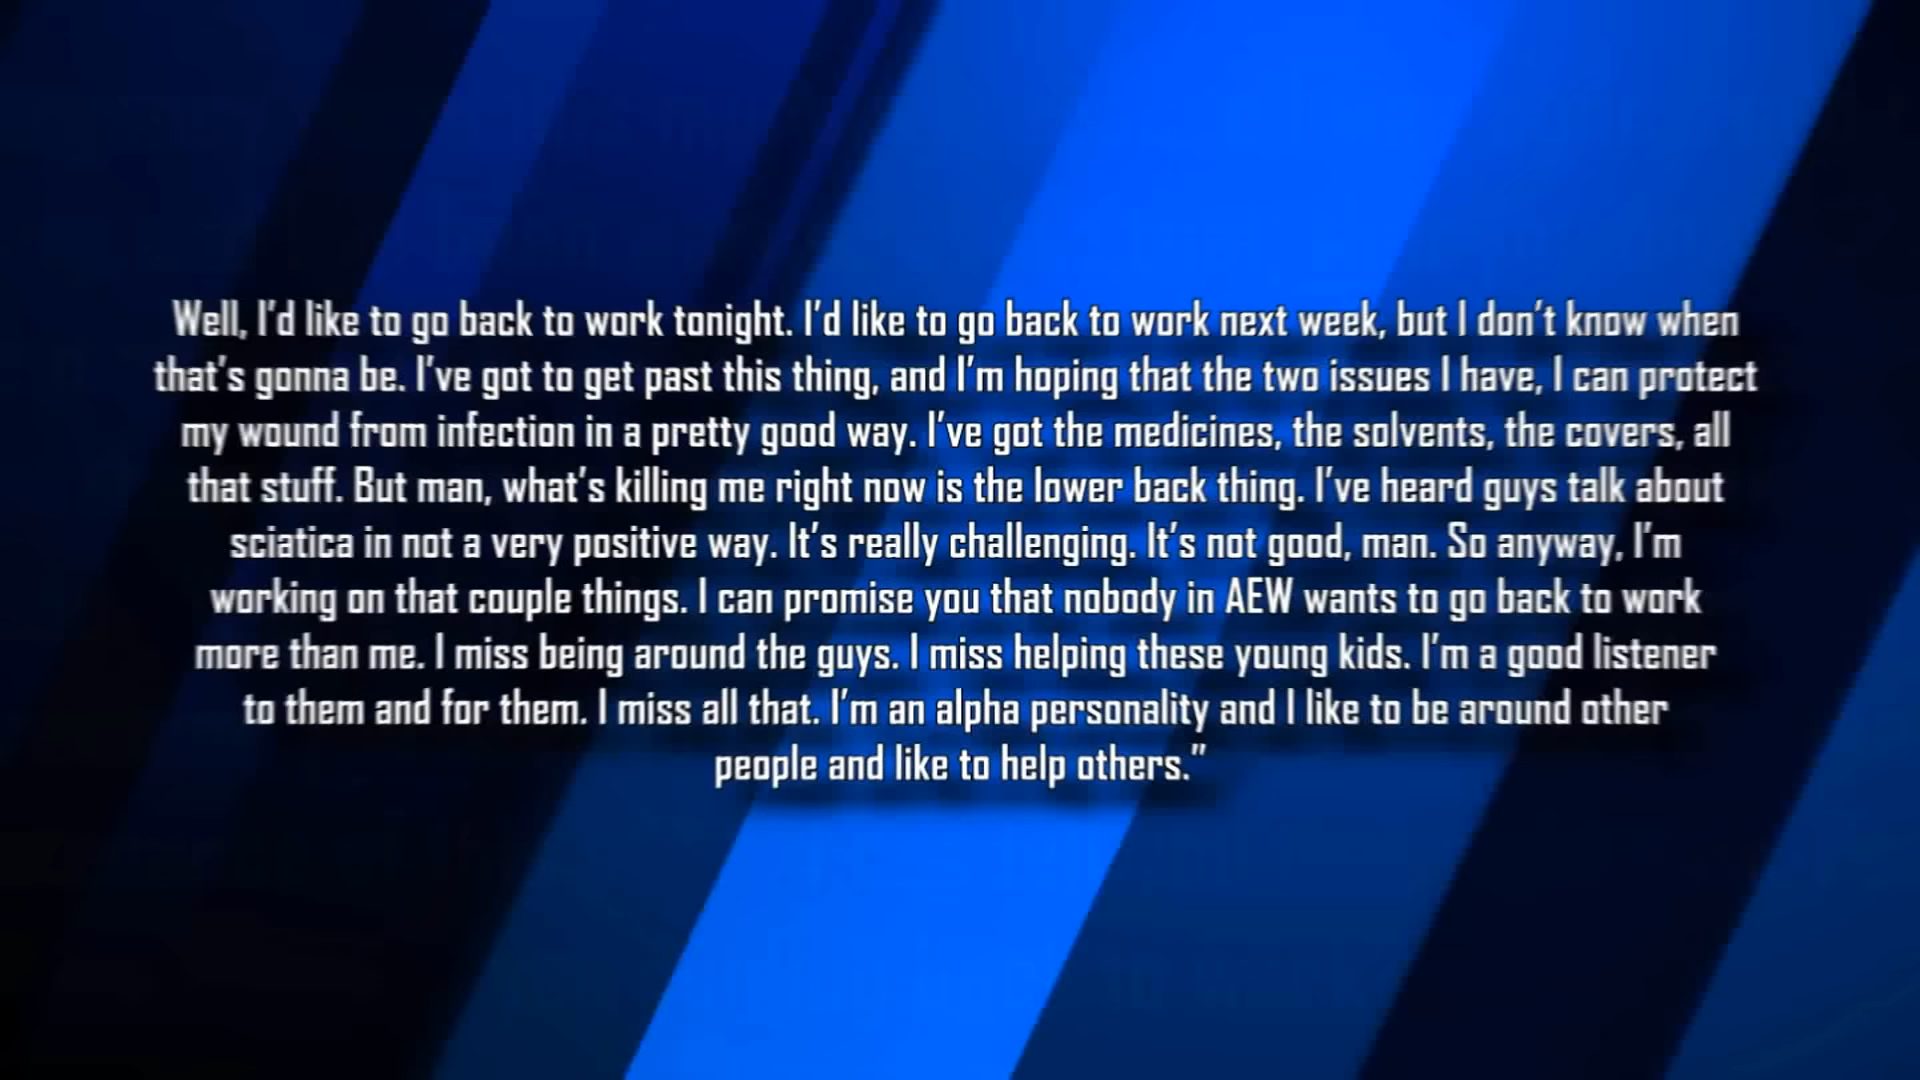 Well, I'd like to go back to work tonight. I'd like to go back to work next week, but I don't know when
that's gonna be. I've got to get past this thing, and I'm hoping that the two issues I have, I can protect
my wound from infection in a pretty good way. I've got the medicines, the solvents, the covers, all
that stuff. But man, what's killing me right now is the lower back thing. I've heard guys talk about
sciatica in not a very positive way. It's really challenging. It's not good, man. So anyway, I'm
working on that couple things. I can promise you that nobody in AEW wants to go back to work
more than me. I miss being around the guys. I miss helping these young kids. I'm a good listener
to them and for them. I miss all that. I'm an alpha personality and I like to be around other
people and like to help others.”